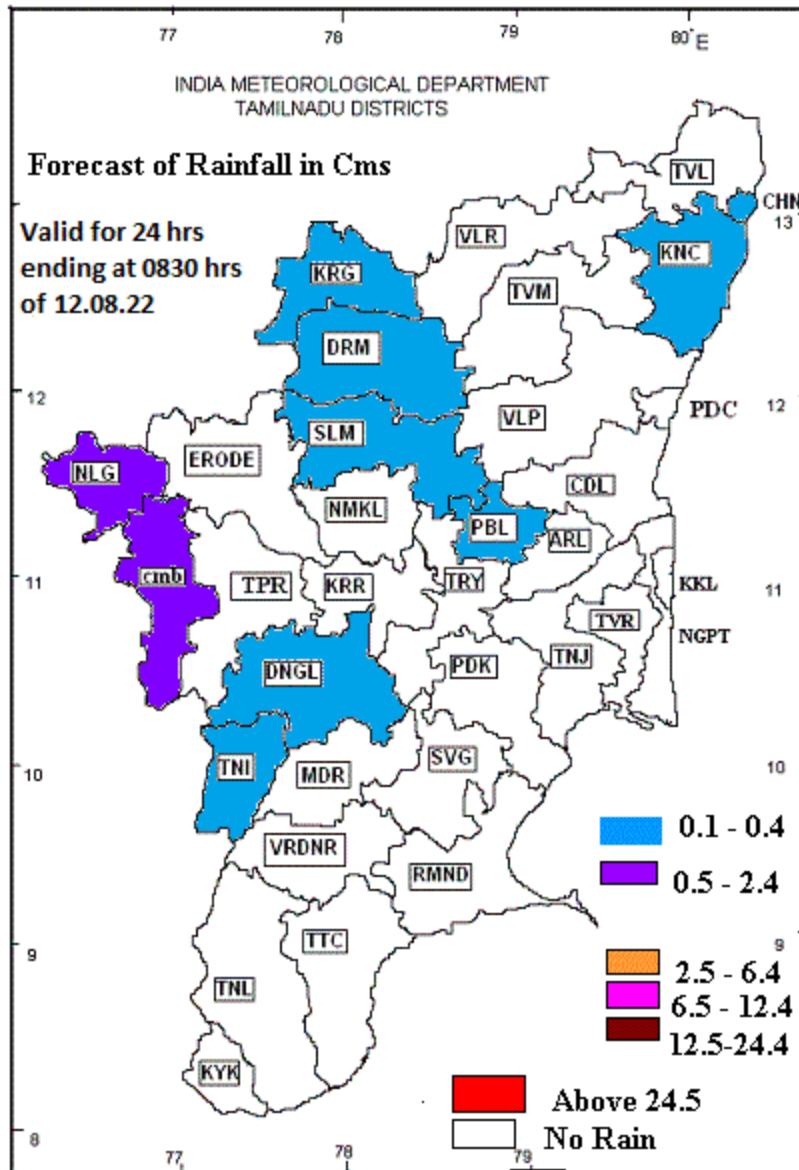 77 78 79 80°E
INDIA METEOROLOGICAL DEPARTMENT
TAMILNADU DISTRICTS
Forecast of Rainfall in Cms
Valid for 24 hrs
ending at 0830 hrs
of 12.08.22
TVL
CHN
13
VLR
KNC
KRG
TVM
DRM
12
12
PDC
VLP
SLM
ERODE
NLG
CDL
NMKL
PBL
ARL
11
cmb
TPR
KRR
TRY
KKL
11
TVR
NGPT
TNJ
PDK
DNGL
10
TNI
MDR
SVG
10
0.1 - 0.4
VRDNR
RMND
0.5 - 2.4
9
TTC
9
2.5 - 6.4
TNL
6.5 - 12.4
12.5-24.4
KYK
Above 24.5
8
No Rain
77 78 79